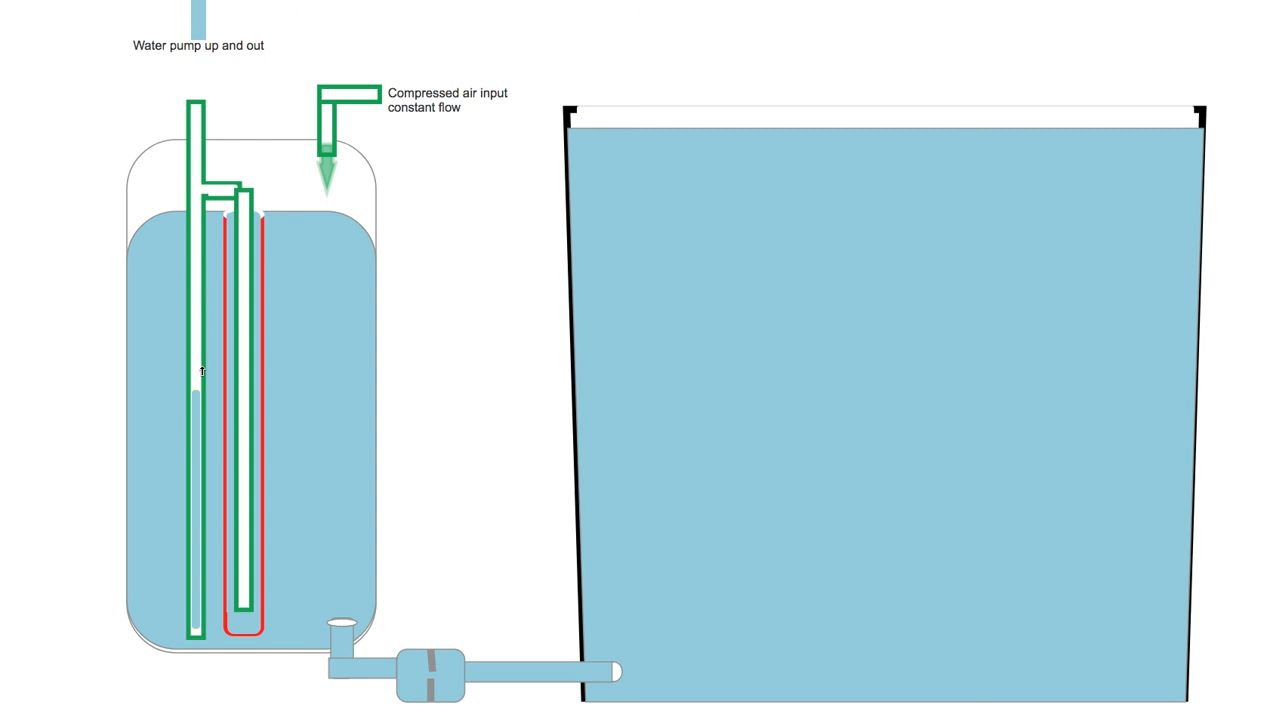 Water pump up and out
Compressed air input
constant flow